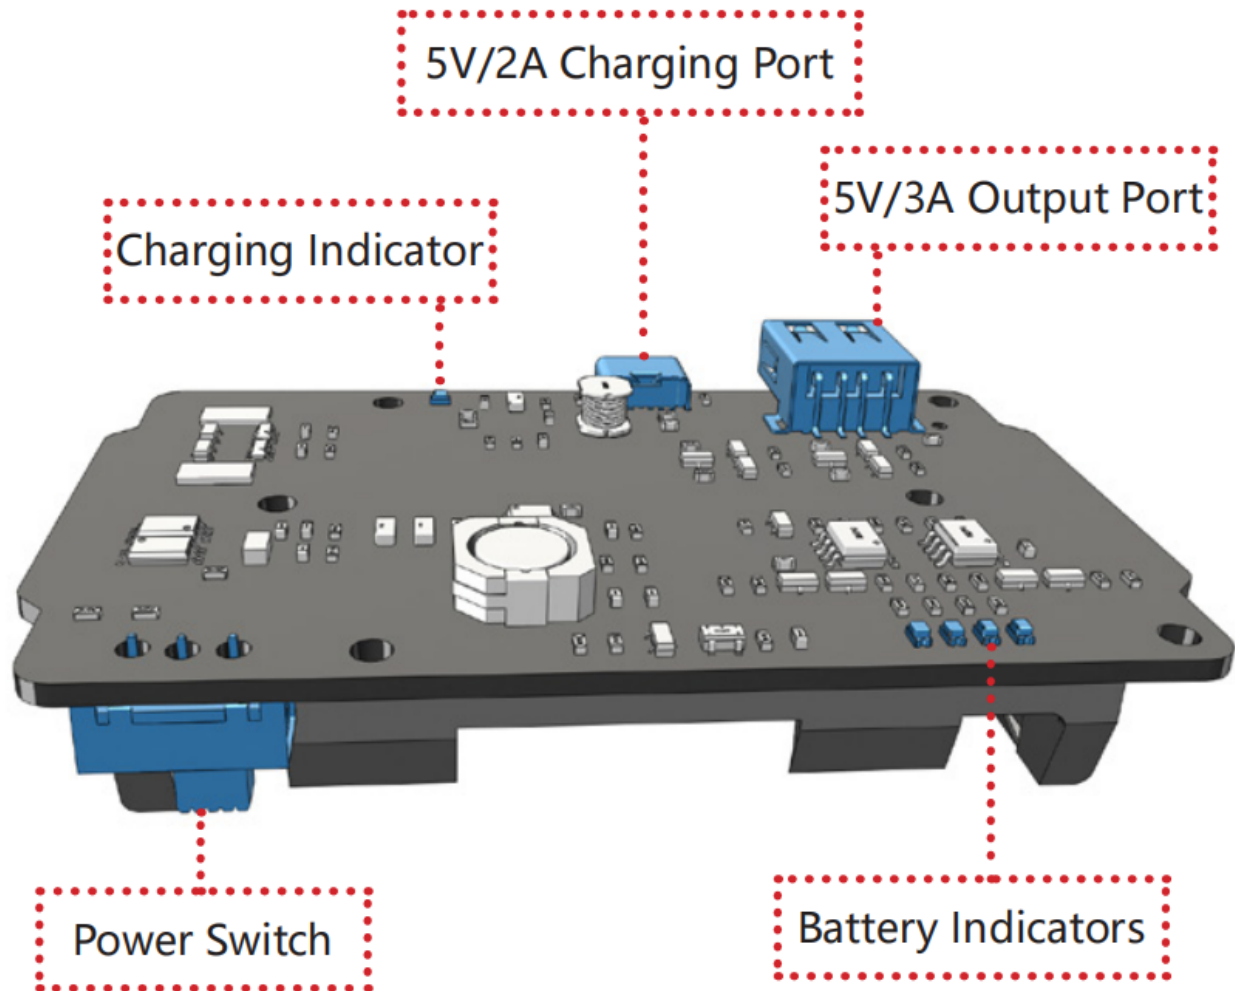 5V/2A Charging Port
5V/3A Output Port
Charging Indicator
Power Switch
Battery Indicators